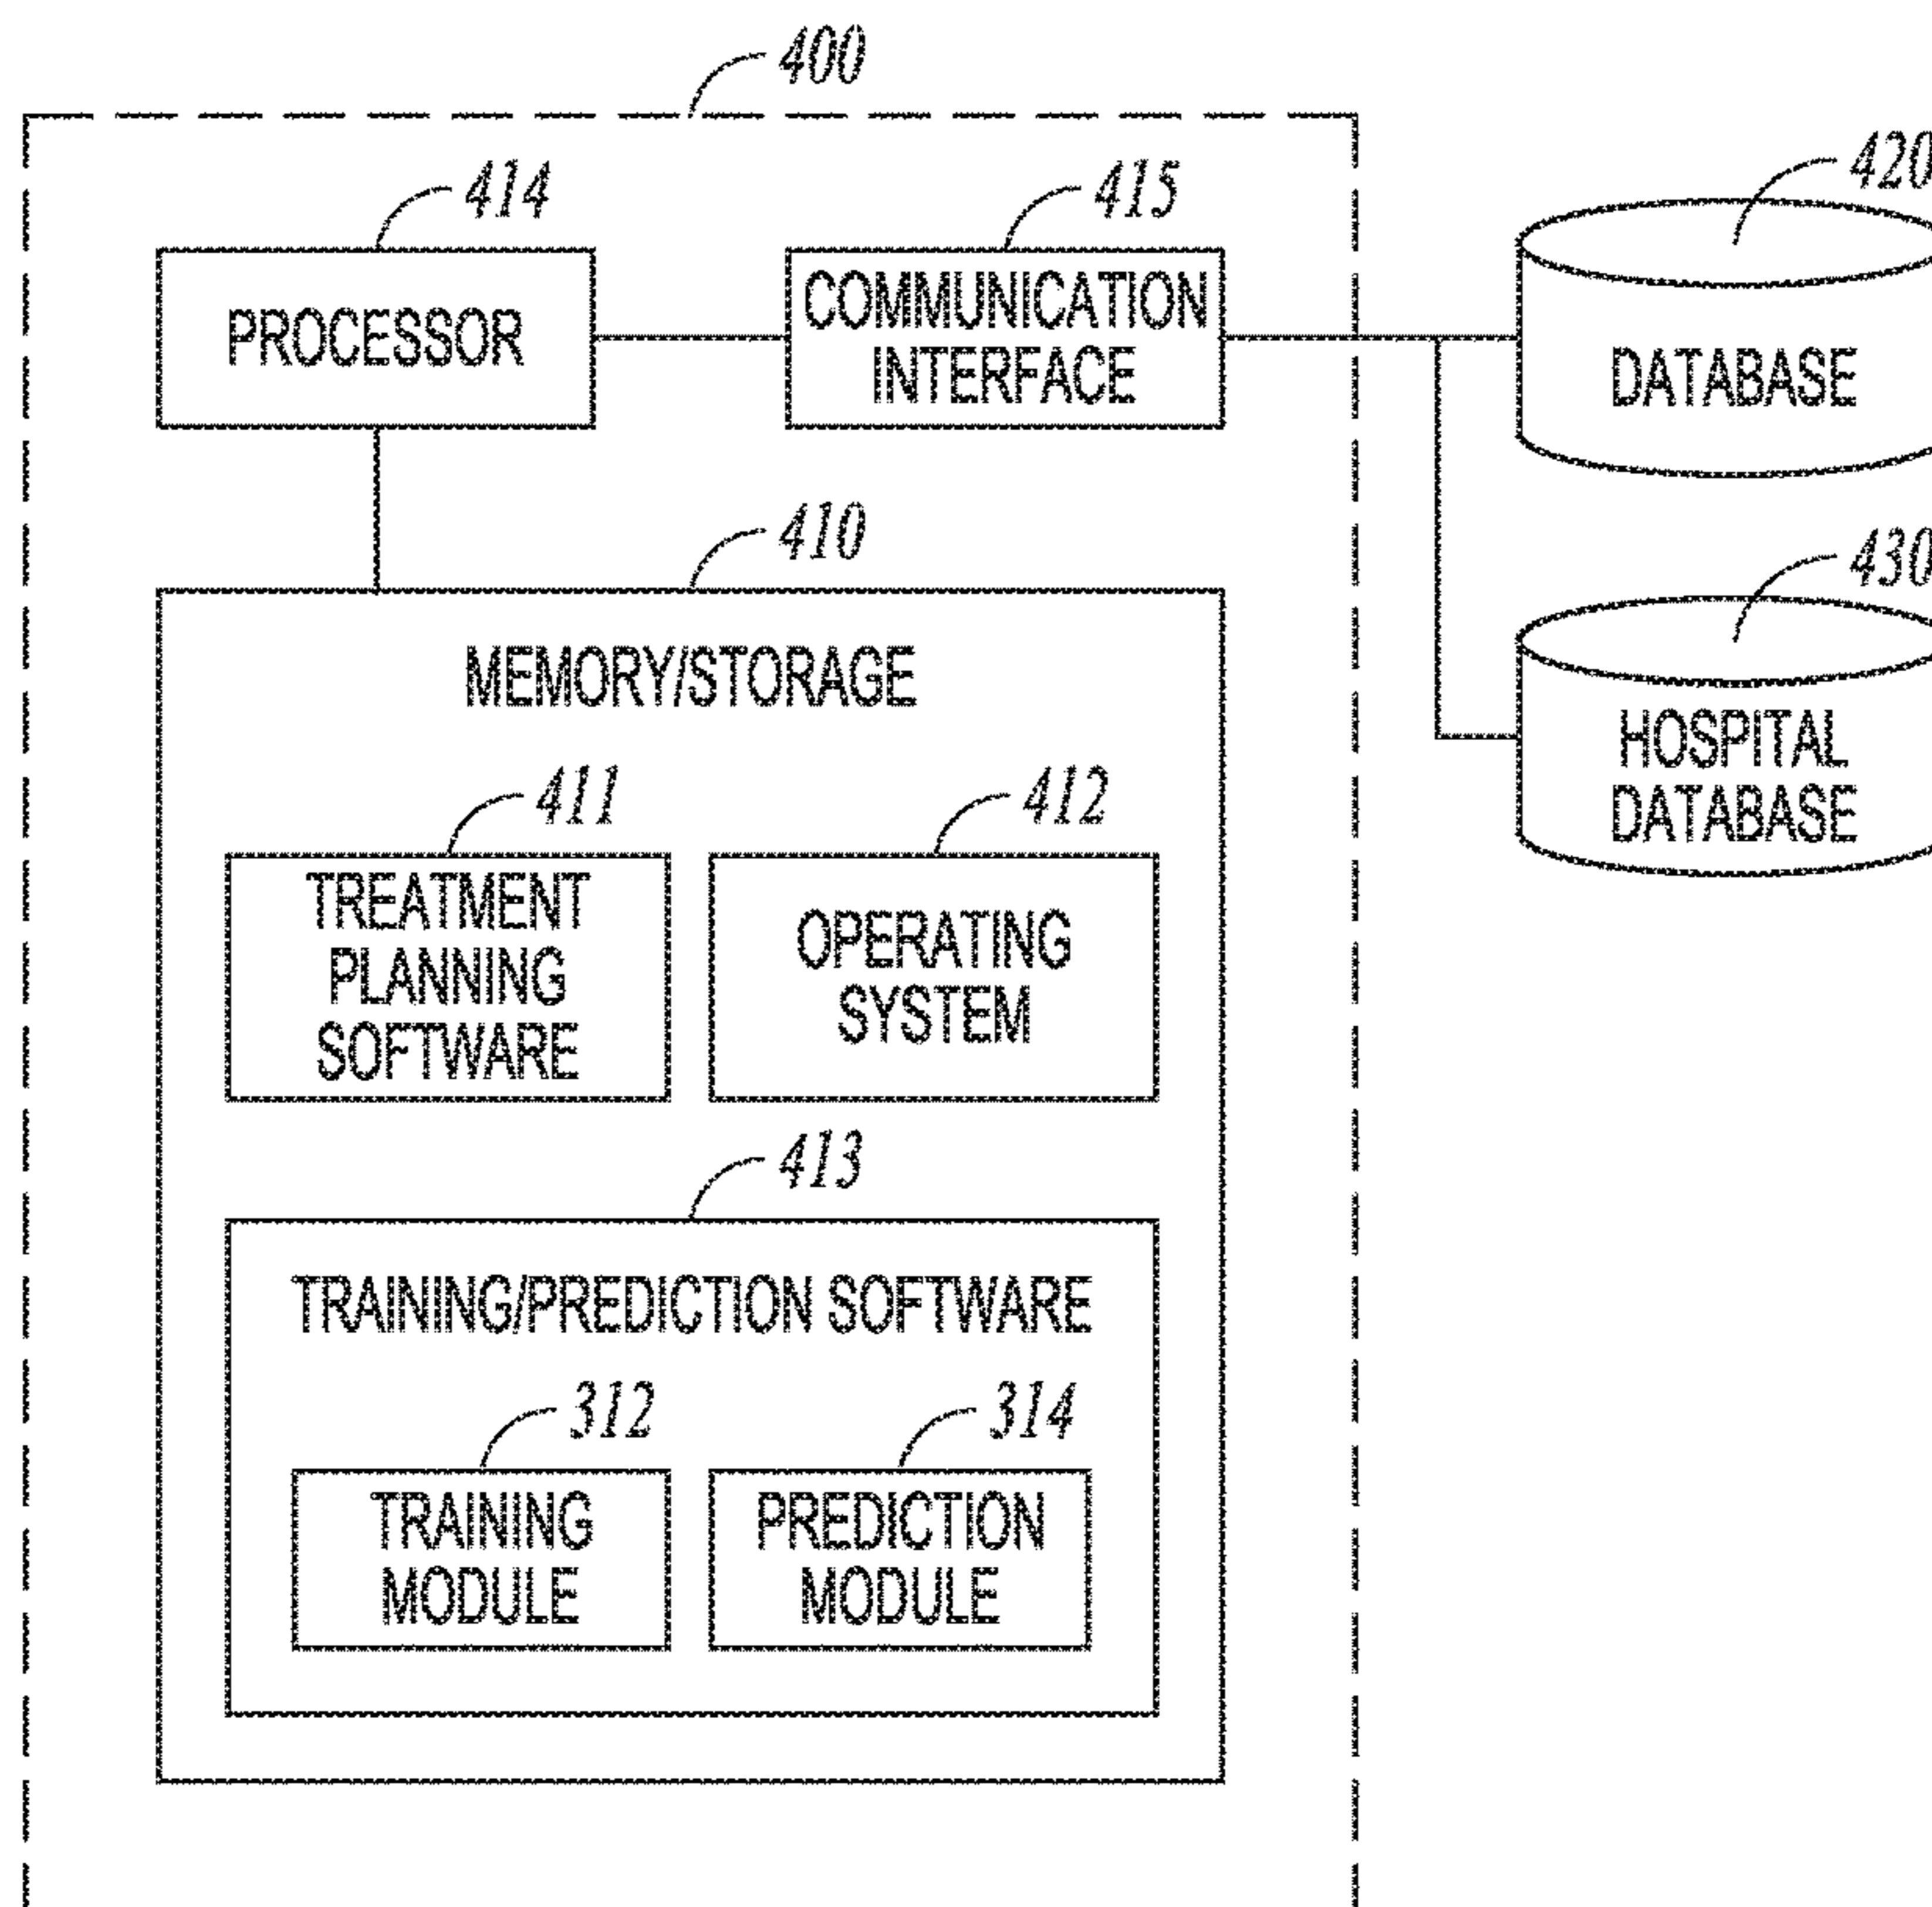 400
414
415
420
PROCESSOR
COMMUNICATION
INTERFACE
DATABASE
410
430
MEMORY/STORAGE
HOSPITAL
DATABASE
411
412
TREATMENT
PLANNING
SOFTWARE
OPERATING
SYSTEM
413
TRAINING/PREDICTION SOFTWARE
312
314
TRAINING
MODULE
PREDICTION
MODULE